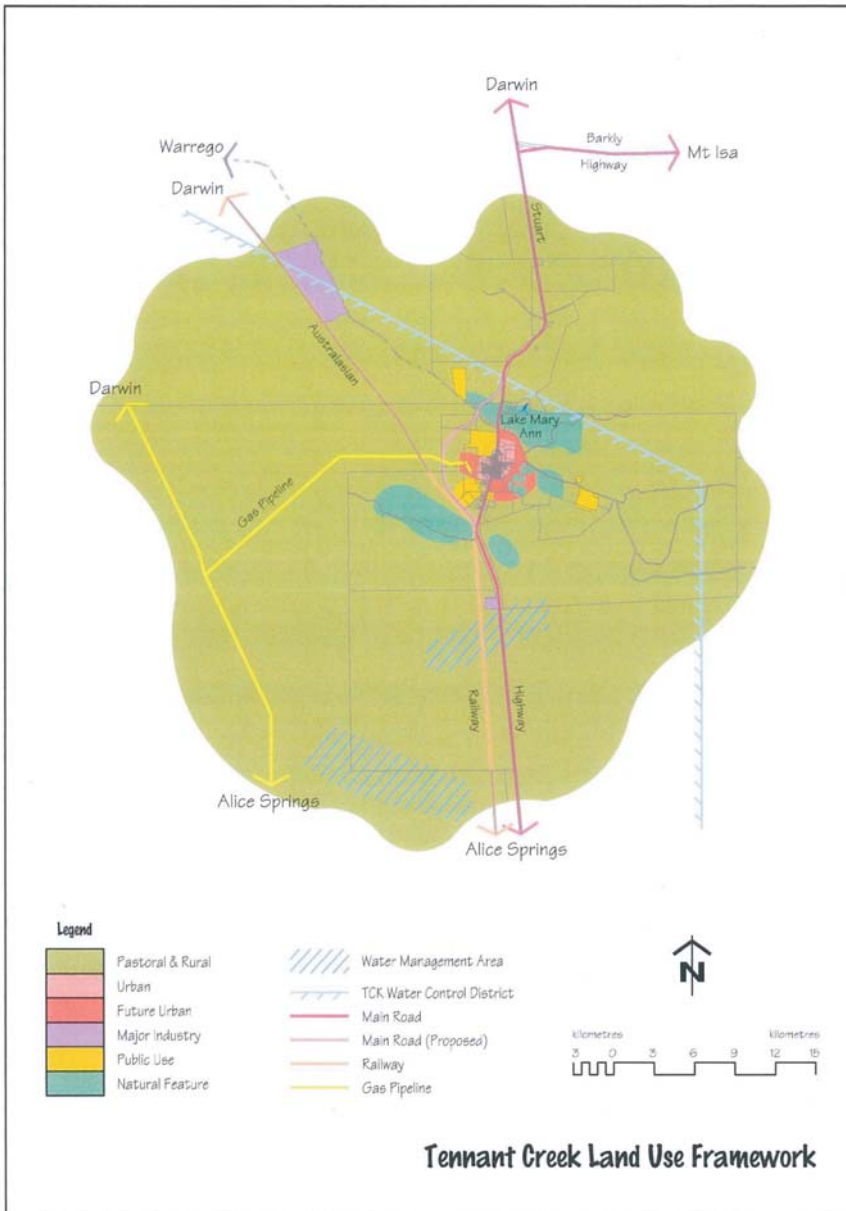 Darwin
Barkly
Highway
Mt Isa
Warrego
Darwin
Stuart
Australasian
Darwin
Lake Mary
Ann
Gas Pipeline
Railway
Highway
Alice Springs
Alice Springs
Legend
Pastoral & Rural
Urban
Future Urban
Major Industry
Public Use
Natural Feature
Water Management Area
TCK Water Control District
Main Road
Main Road (Proposed)
Railway
Gas Pipeline
N
kilometres kilometres
3 0 3 6 9 12 15
Tennant Creek Land Use Framework